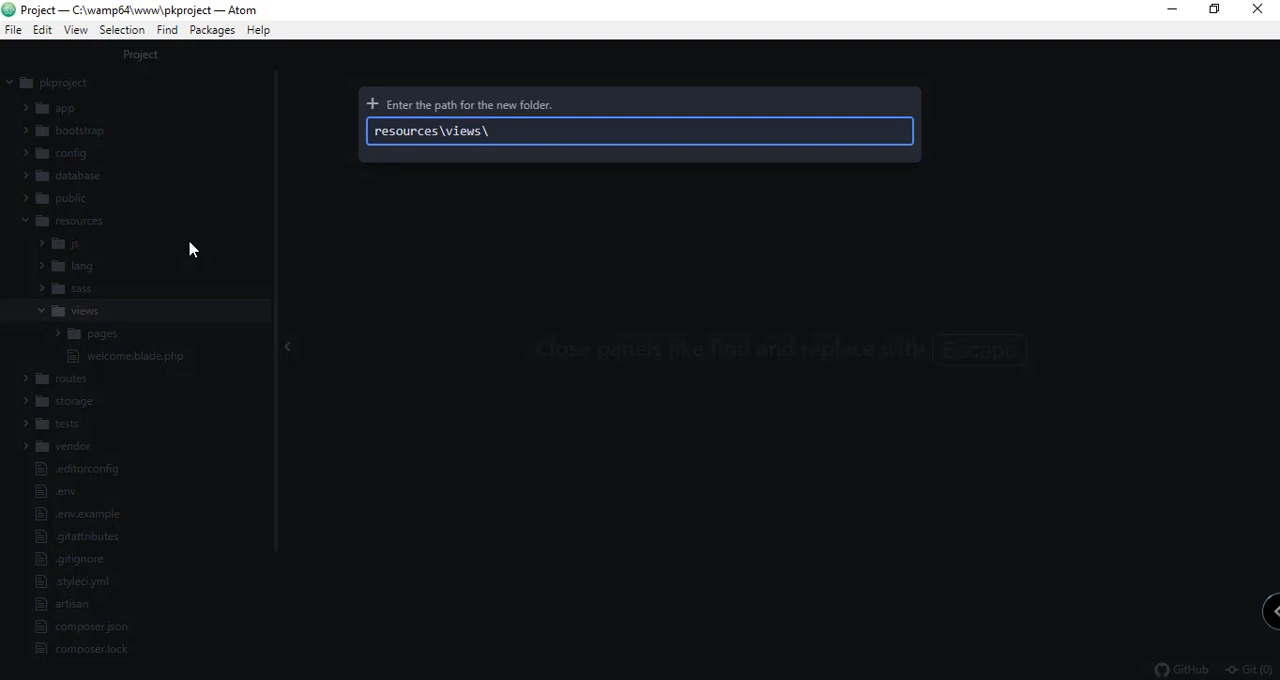 Project — C:\wamp64\www\pkproject — Atom
File Edit View Selection Find Packages Help
Project
pkproject
app
bootstrap
config
database
public
resources
js
lang
sass
views
pages
welcome.blade.php
routes
storage
tests
vendor
.editorconfig
.env
.env.example
.gitattributes
.gitignore
.styleci.yml
artisan
composer.json
composer.lock
Enter the path for the new folder.
resources\views\
Close panels like find and replace with Escape
GitHub Git (0)